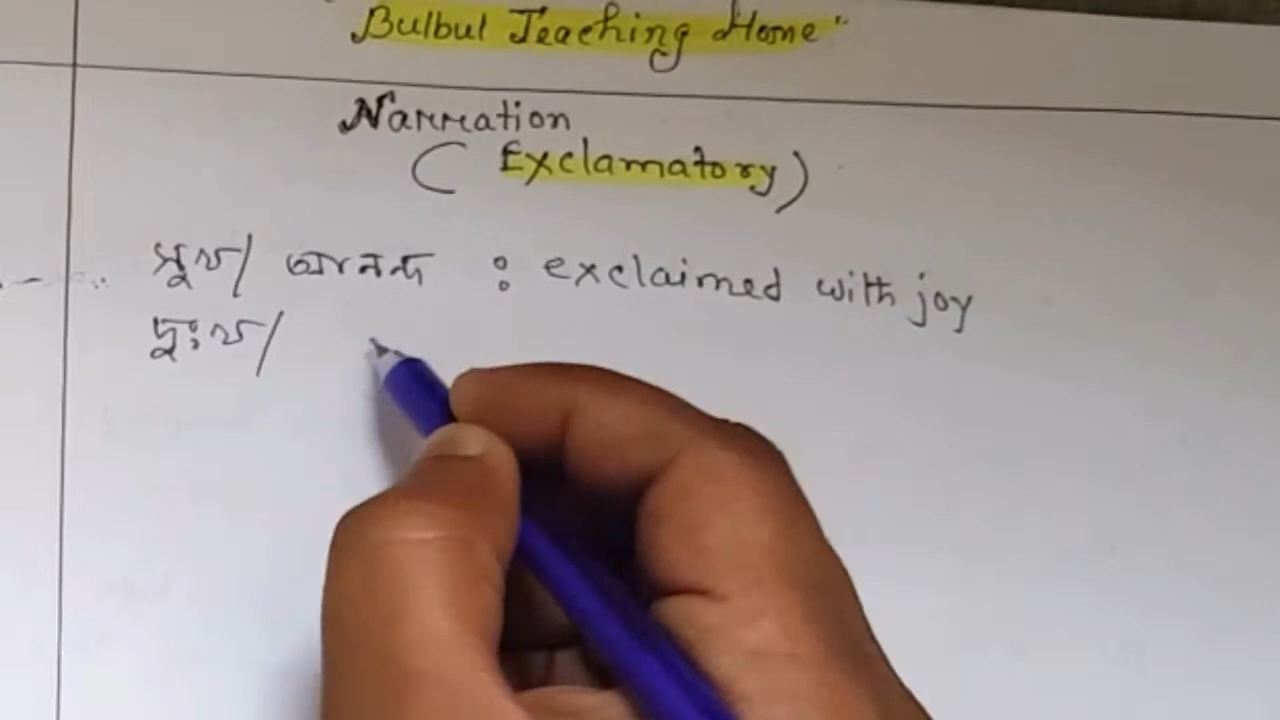 Bulbul Teaching Home"
Narration
(Exclamatory)
সুখ/ আনন্দ : exclaimed with joy
দুঃখ/